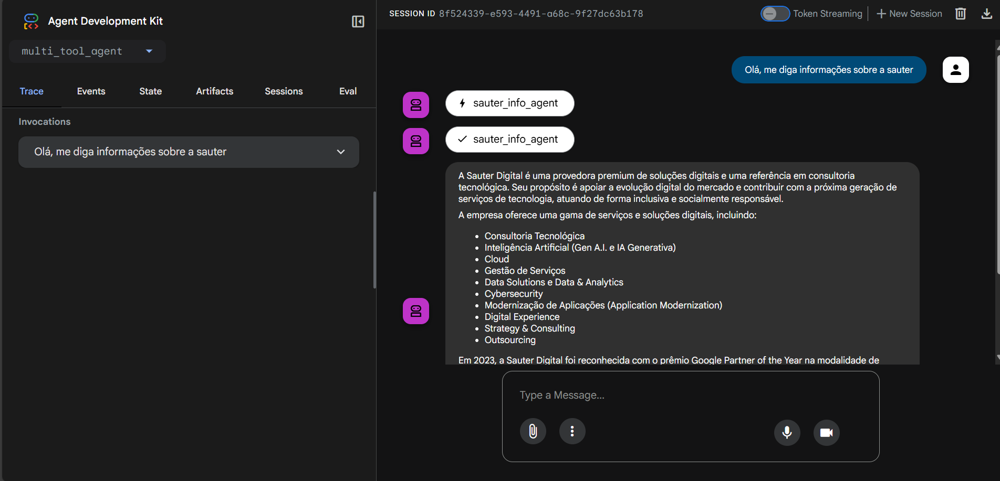 Agent Development Kit
multi_tool_agent
Trace Events State Artifacts Sessions Eval
Invocations
Olá, me diga informações sobre a sauter
SESSION ID 8f524339-e593-4491-a68c-9f27dc63b178
Token Streaming
New Session
Olá, me diga informações sobre a sauter
sauter_info_agent
sauter_info_agent
A Sauter Digital é uma provedora premium de soluções digitais e uma referência em consultoria
tecnológica. Seu propósito é apoiar a evolução digital do mercado e contribuir com a próxima geração de
serviços de tecnologia, atuando de forma inclusiva e socialmente responsável.
A empresa oferece uma gama de serviços e soluções digitais, incluindo:
• Consultoria Tecnológica
• Inteligência Artificial (Gen A.I. e IA Generativa)
• Cloud
• Gestão de Serviços
• Data Solutions e Data & Analytics
• Cybersecurity
• Modernização de Aplicações (Application Modernization)
• Digital Experience
• Strategy & Consulting
• Outsourcing
Em 2023, a Sauter Digital foi reconhecida com o prêmio Google Partner of the Year na modalidade de
Type a Message...